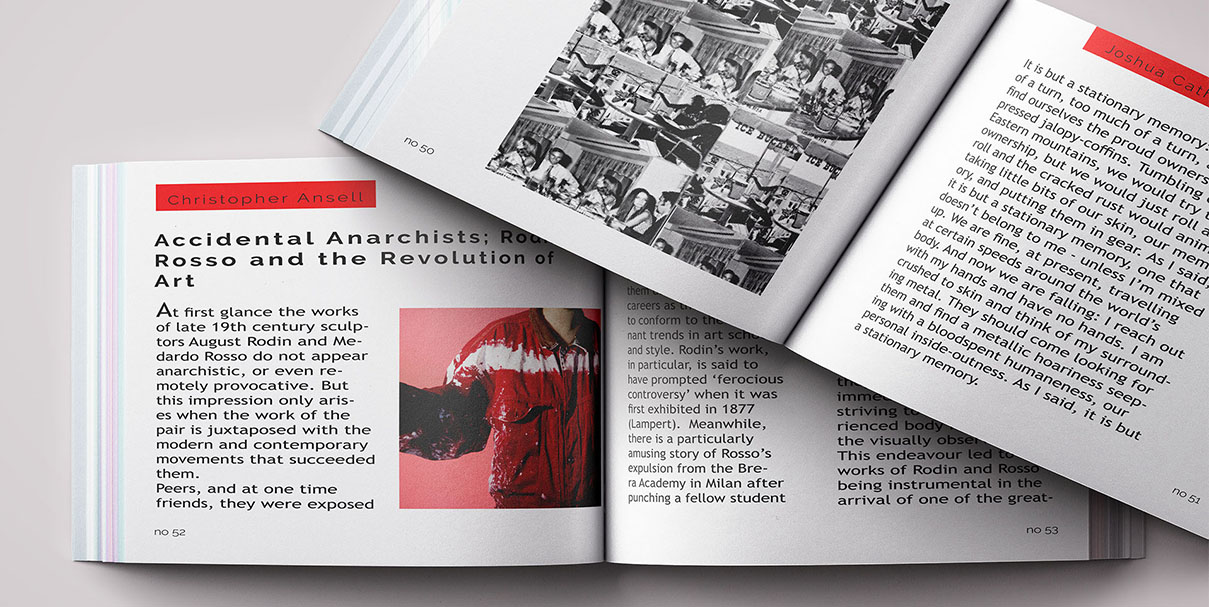 Christopher Ansell
Accidental Anarchists; Rodin
Rosso and the Revolution of
Art
At first glance the works
of late 19th century sculp-
tors August Rodin and Me-
dardo Rosso do not appear
anarchistic, or even re-
motely provocative. But
this impression only aris-
es when the work of the
pair is juxtaposed with the
modern and contemporary
movements that succeeded
them.
Peers, and at one time
friends, they were exposed
no 52
careers as
to conform to the
nant trends in art
and style. Rodin's work,
in particular, is said to
have prompted 'ferocious
controversy' when it was
first exhibited in 1877
(Lampert). Meanwhile,
there is a particularly
amusing story of Rosso's
expulsion from the Bre-
ra Academy in Milan after
punching a fellow student
striving to
rienced body
the visually
This endeavour led to
works of Rodin and Rosso
being instrumental in the
arrival of one of the great-
no 53
no 50
ICE BUCKET
Joshua
It is but a stationary memory.
of a turn, too much of a turn,
find ourselves the proud owners
pressed jalopy-coffins. Tumbling
Eastern mountains, we would try
ownership, but we would just roll
roll and the cracked rust would
taking little bits of our skin, our mem-
ory, and putting them in gear. As I said
it is but a stationary memory, one that
doesn't belong to me - unless I'm mixed
up. We are fine, at present, travelling
at certain speeds around the world's
body. And now we are falling; I reach out
with my hands and have no hands. I am
crushed to skin and think of my surround-
ing metal. They should come looking for
them and find a metallic hoariness seep-
ing with a bloodspent humaneness, our
personal inside-outness. As I said, it is but
a stationary memory.
no 51